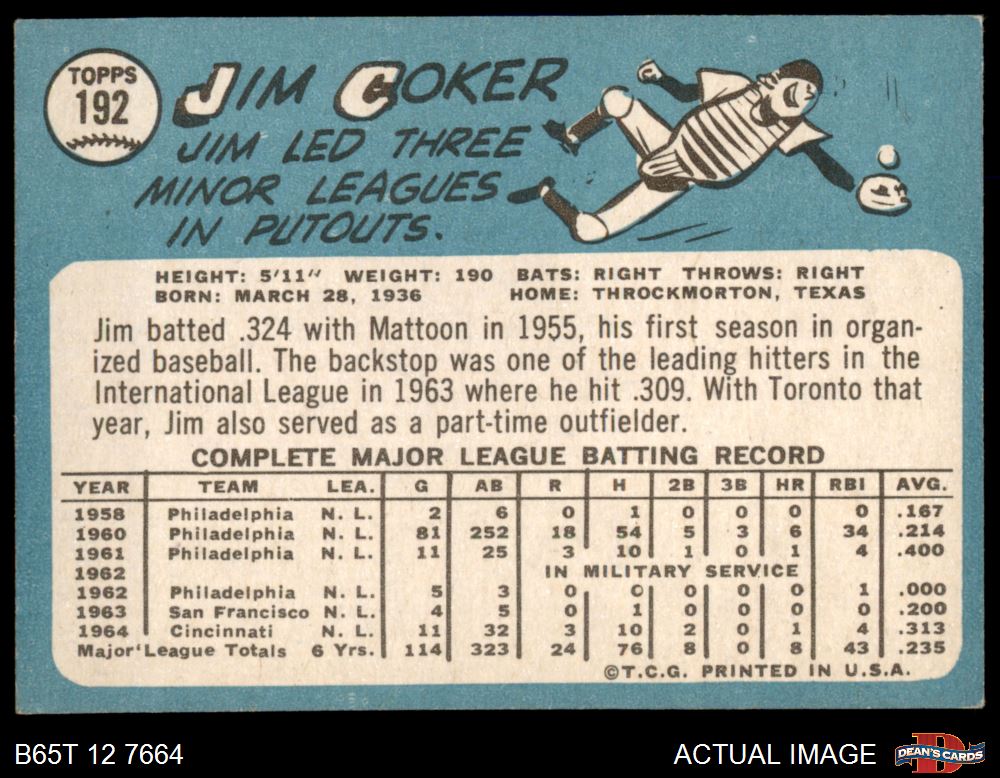 TOPPS
192
JIM COKER
JIM LED THREE
MINOR LEAGUES
IN PUTOUTS.
HEIGHT: 5'11" WEIGHT: 190 BATS: RIGHT THROWS: RIGHT
BORN: MARCH 28, 1936 HOME: THROCKMORTON, TEXAS
Jim batted .324 with Mattoon in 1955, his first season in organ-
ized baseball. The backstop was one of the leading hitters in the
International League in 1963 where he hit .309. With Toronto that
year, Jim also served as a part-time outfielder.
COMPLETE MAJOR LEAGUE BATTING RECORD
YEAR TEAM LEA. G AB R H 2B 3B HR RBI AVG.
1958 Philadelphia N. L. 2 6 0 1 0 0 0 0 .167
1960 Philadelphia N. L. 81 252 18 54 5 3 6 34 .214
1961 Philadelphia N. L. 11 25 3 10 1 0 1 4 .400
1962 IN MILITARY SERVICE
1962 Philadelphia N. L. 5 3 0 0 0 0 0 1 .000
1963 San Francisco N. L. 4 5 0 1 0 0 0 0 .200
1964 Cincinnati N. L. 11 32 3 10 2 0 1 4 .313
Major League Totals 6 Yrs. 114 323 24 76 8 0 8 43 .235
©T.C.G. PRINTED IN U.S.A.
B65T 12 7664 ACTUAL IMAGE DEAN'S CARDS